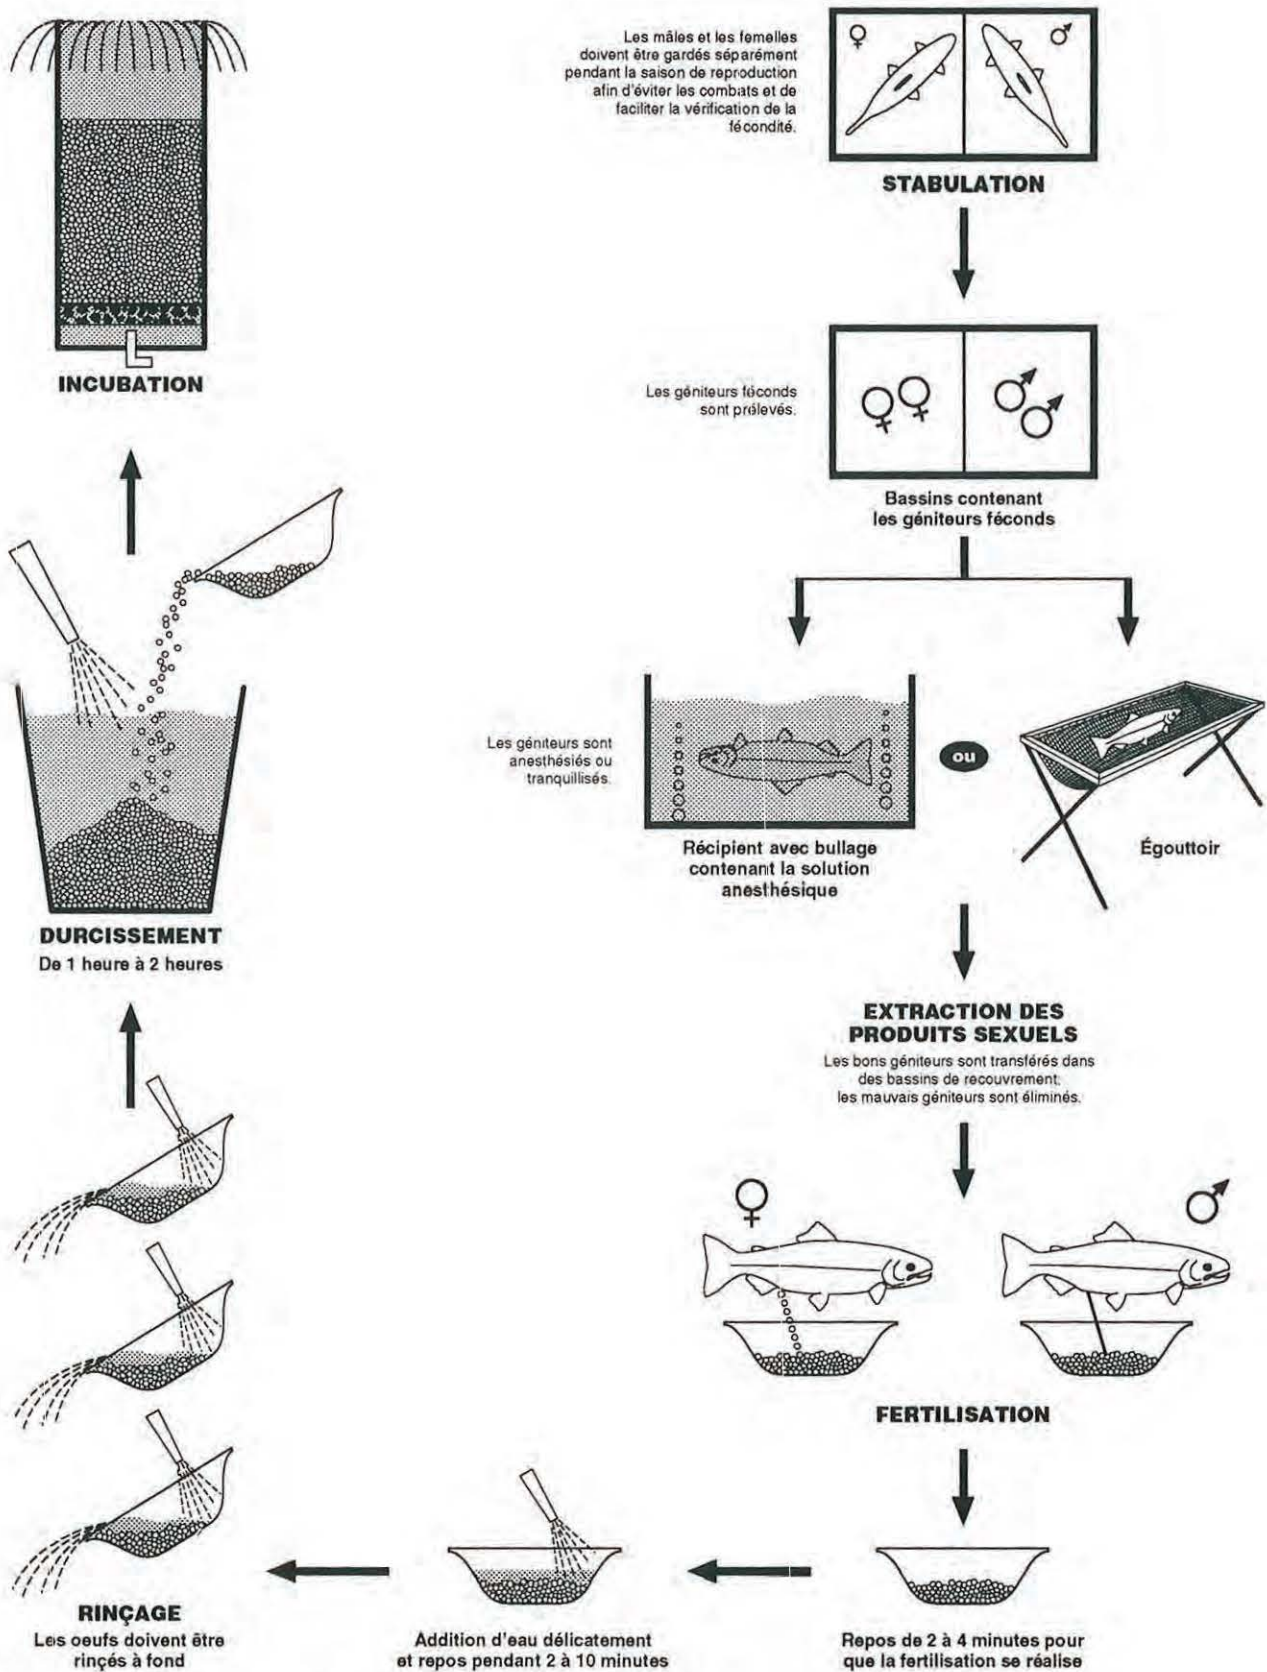 Les mâles et les femelles
doivent être gardés séparément
pendant la saison de reproduction
afin d'éviter les combats et de
faciliter la vérification de la
fécondité.
♀
♂
STABULATION
Les géniteurs féconds
sont prélevés.
♀♀
♂♂
Bassins contenant
les géniteurs féconds
Les géniteurs sont
anesthésiés ou
tranquillisés.
Récipient avec bullage
contenant la solution
anesthésique
ou
Égouttoir
EXTRACTION DES
PRODUITS SEXUELS
Les bons géniteurs sont transférés dans
des bassins de recouvrement;
les mauvais géniteurs sont éliminés.
♀
♂
FERTILISATION
Repos de 2 à 4 minutes pour
que la fertilisation se réalise
Addition d'eau délicatement
et repos pendant 2 à 10 minutes
RINÇAGE
Les oeufs doivent être
rinçés à fond
DURCISSEMENT
De 1 heure à 2 heures
INCUBATION